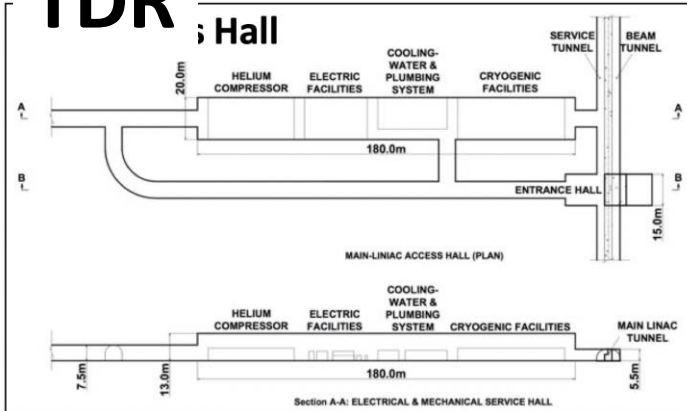 TDR
s Hall
SERVICE
TUNNEL
BEAM
TUNNEL
20.0m
HELIUM
COMPRESSOR
ELECTRIC
FACILITIES
COOLING-
WATER &
PLUMBING
SYSTEM
CRYOGENIC
FACILITIES
A
A
180.0m
B
B
ENTRANCE HALL
15.0m
MAIN-LINIAC ACCESS HALL (PLAN)
HELIUM
COMPRESSOR
ELECTRIC
FACILITIES
COOLING-
WATER &
PLUMBING
SYSTEM
CRYOGENIC FACILITIES
MAIN LINAC
TUNNEL
7.5m
13.0m
180.0m
5.5m
Section A-A: ELECTRICAL & MECHANICAL SERVICE HALL